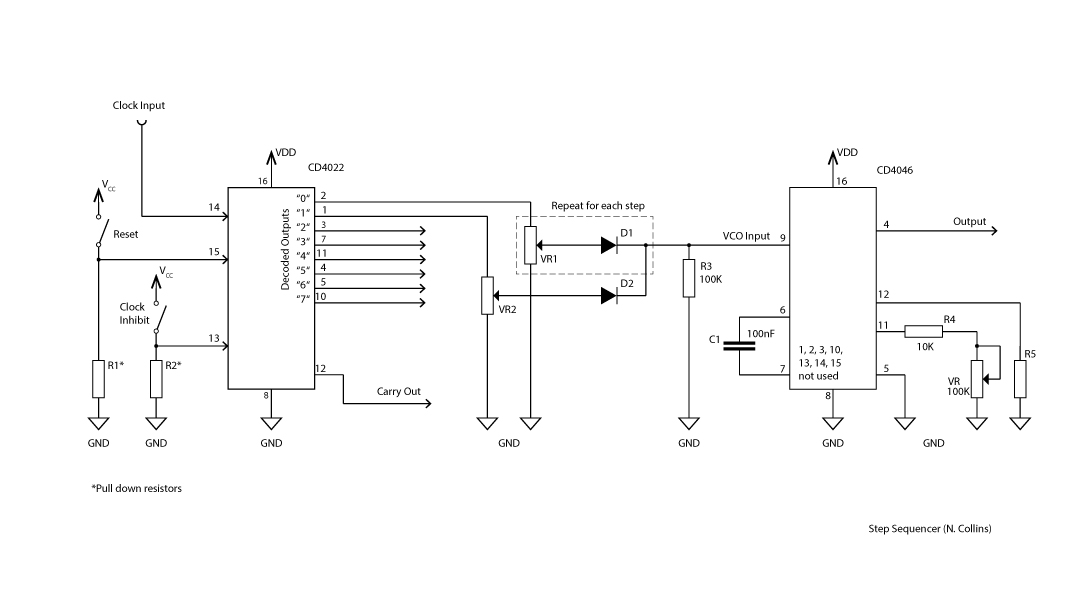 Clock Input
VDD
CD4022
16
VCC
14
Reset
15
VCC
Clock
Inhibit
13
R1*
R2*
Decoded Outputs
"0" 2
"1" 1
"2" 3
"3" 7
"4" 11
"5" 4
"6" 5
"7" 10
12
Carry Out
8
GND
GND
GND
Repeat for each step
VR1
D1
VR2
D2
GND
VCO Input
R3
100K
GND
VDD
CD4046
16
9
4
Output
6
C1
100nF
7
12
11
R4
10K
1, 2, 3, 10,
13, 14, 15
not used
5
VR
100K
R5
8
GND
GND
*Pull down resistors
Step Sequencer (N. Collins)